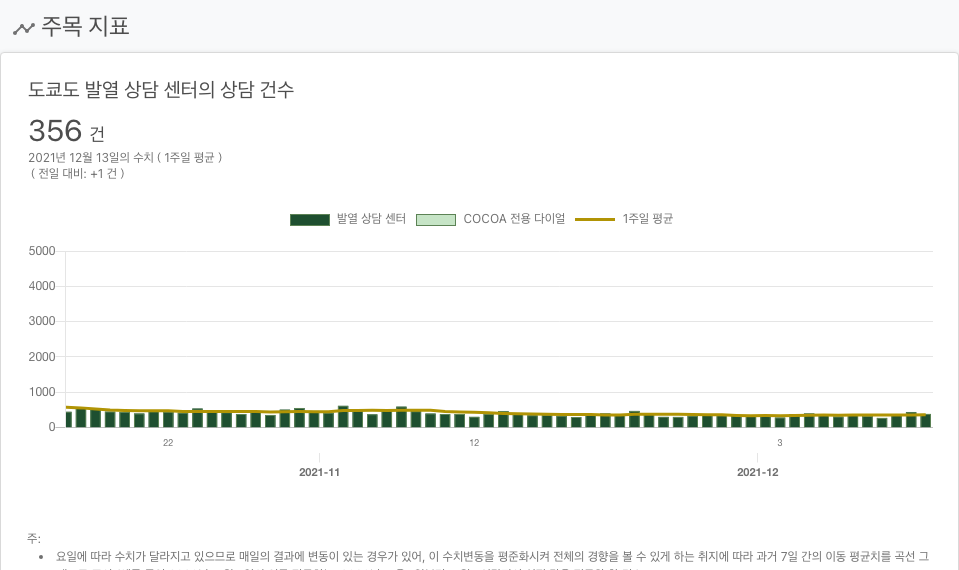 주목 지표
도쿄도 발열 상담 센터의 상담 건수
356 건
2021년 12월 13일의 수치 ( 1주일 평균 )
( 전일 대비: +1 건 )
발열 상담 센터 COCOA 전용 다이얼 1주일 평균
5000
4000
3000
2000
1000
0
22 12 3
2021-11 2021-12
주:
• 요일에 따라 수치가 달라지고 있으므로 매일의 결과에 변동이 있는 경우가 있어, 이 수치변동을 평준화시켜 전체의 경향을 볼 수 있게 하는 취지에 따라 과거 7일 간의 이동 평균치를 곡선 그